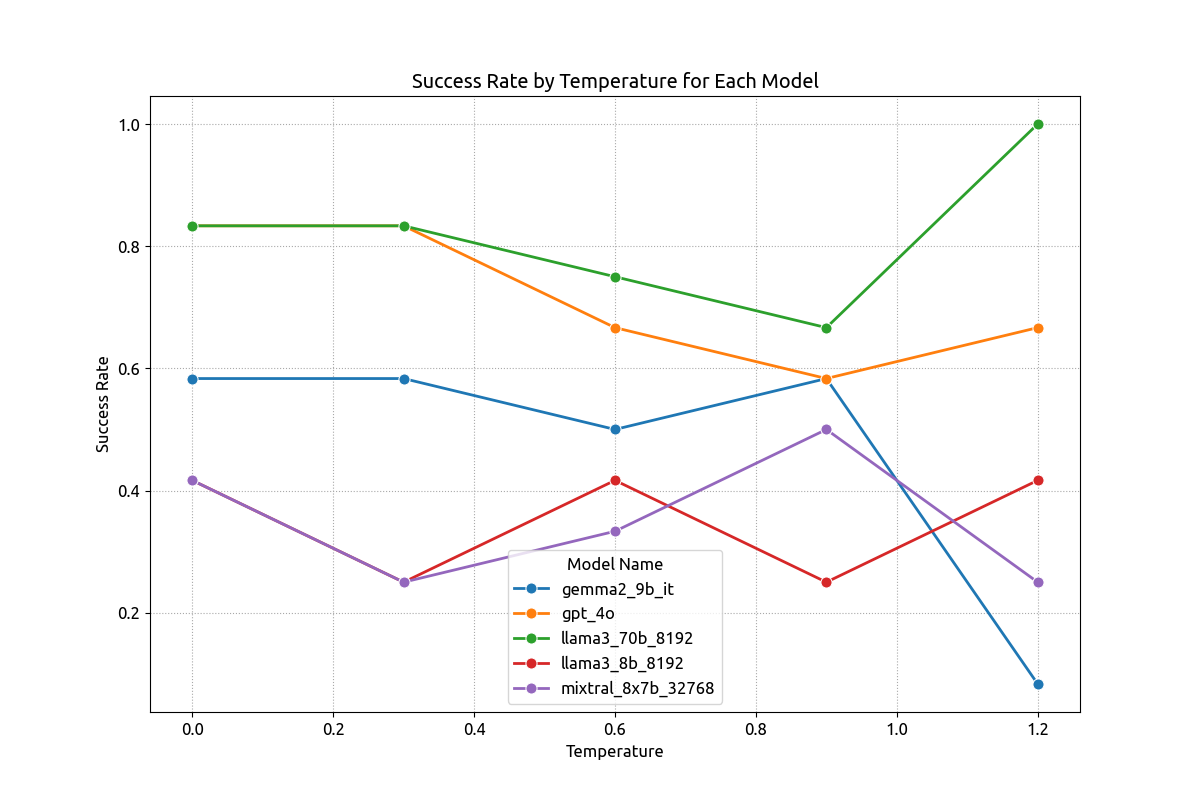 Success Rate by Temperature for Each Model
Success Rate
1.0
0.8
0.6
0.4
0.2
Model Name
gemma2_9b_it
gpt_4o
llama3_70b_8192
llama3_8b_8192
mixtral_8x7b_32768
0.0 0.2 0.4 0.6 0.8 1.0 1.2
Temperature